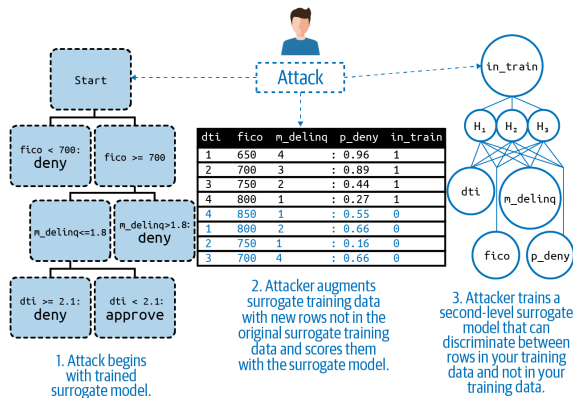 Attack
Start
fico < 700:
deny
fico >= 700
m_delinq<=1.8
m_delinq>1.8:
deny
dti >= 2.1:
deny
dti < 2.1:
approve
1. Attack begins
with trained
surrogate model.
dti fico m_delinq p_deny in_train
1 650 4 : 0.96 1
2 700 3 : 0.89 1
3 750 2 : 0.44 1
4 800 1 : 0.27 1
4 850 1 : 0.55 0
1 800 2 : 0.66 0
2 750 1 : 0.16 0
3 700 4 : 0.66 0
2. Attacker augments
surrogate training data
with new rows not in the
original surrogate training
data and scores them
with the surrogate model.
in_train
H₁ H₂ H₃
dti
m_delinq
fico
p_deny
3. Attacker trains a
second-level surrogate
model that can
discriminate between
rows in your training
data and not in your
training data.